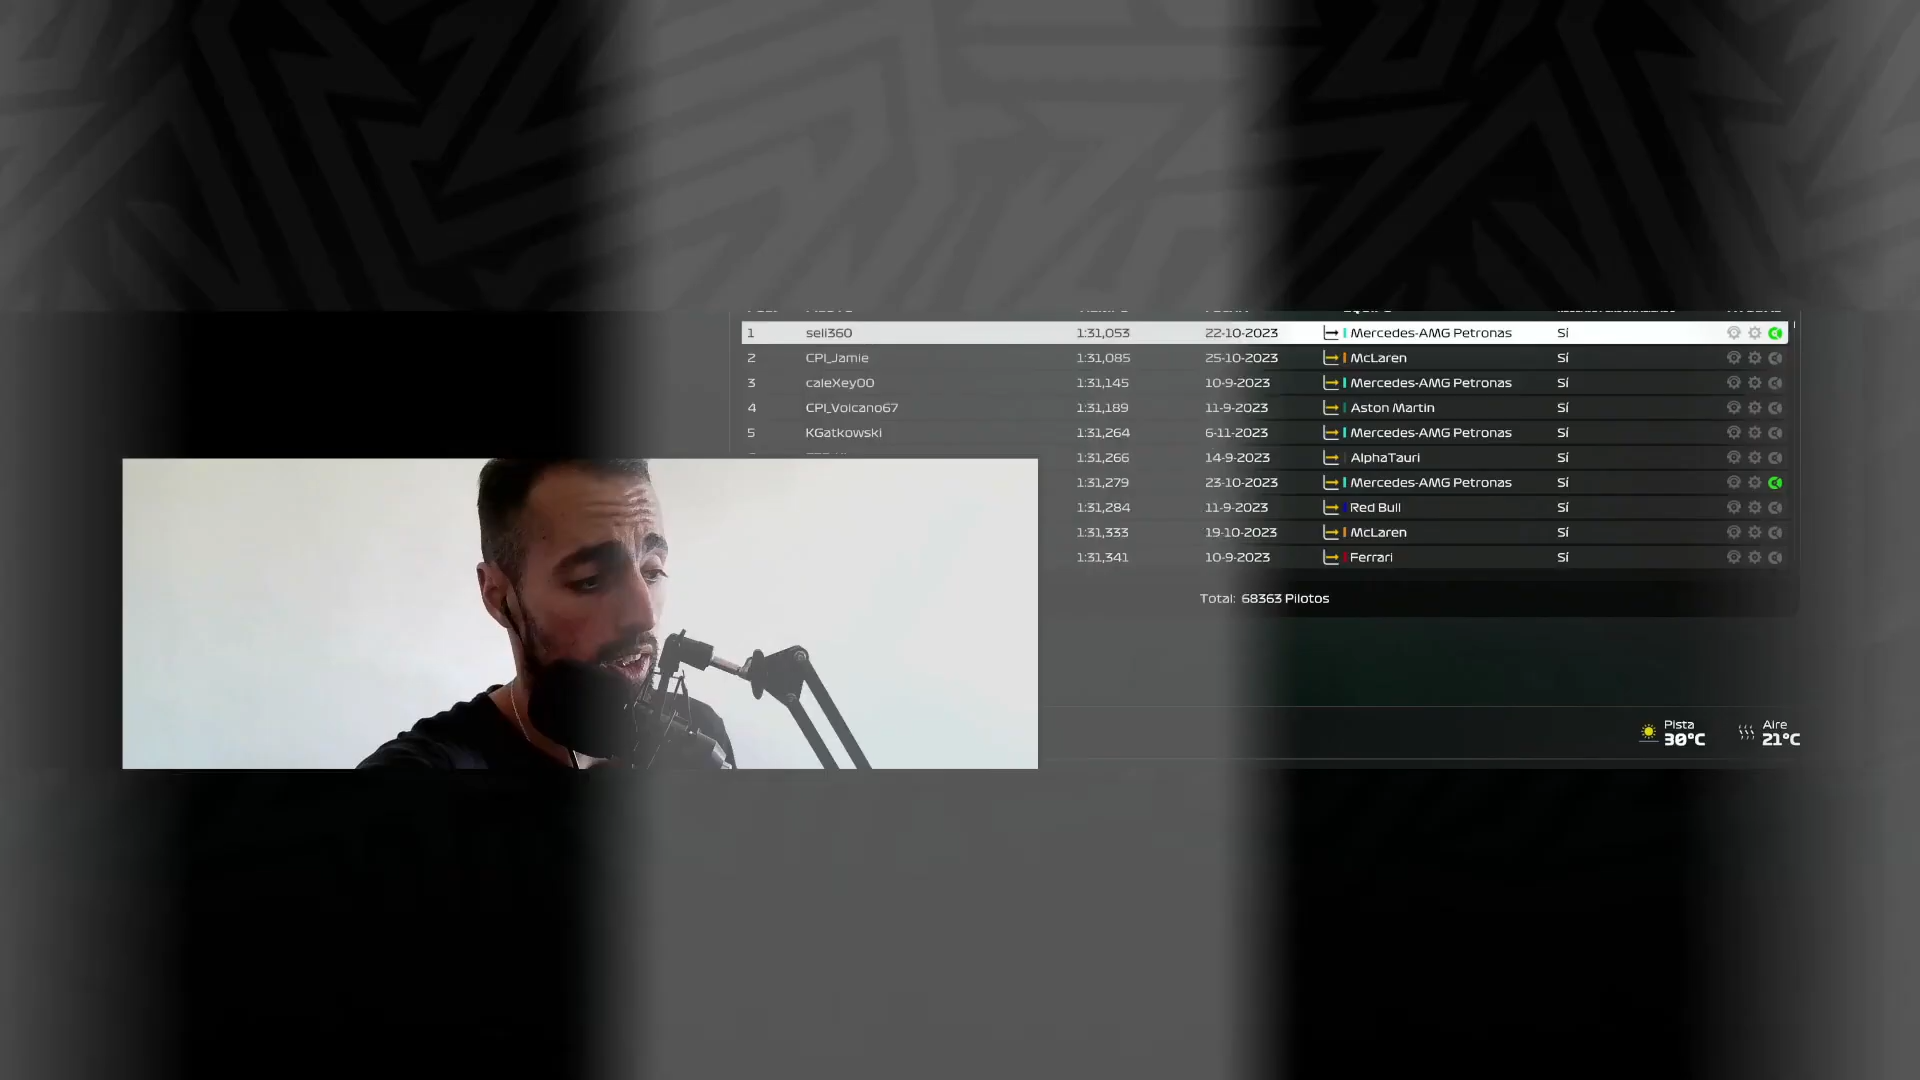 1 seli360 1:31,053 22-10-2023 Mercedes-AMG Petronas Sí
2 CPI_Jamie 1:31,085 25-10-2023 McLaren Sí
3 caleXey00 1:31,145 10-9-2023 Mercedes-AMG Petronas Sí
4 CPI_Volcano67 1:31,189 11-9-2023 Aston Martin Sí
5 KGatkowski 1:31,264 6-11-2023 Mercedes-AMG Petronas Sí
1:31,266 14-9-2023 AlphaTauri Sí
1:31,279 23-10-2023 Mercedes-AMG Petronas Sí
1:31,284 11-9-2023 Red Bull Sí
1:31,333 19-10-2023 McLaren Sí
1:31,341 10-9-2023 Ferrari Sí
Total: 68363 Pilotos
Pista Aire
30°C 21°C